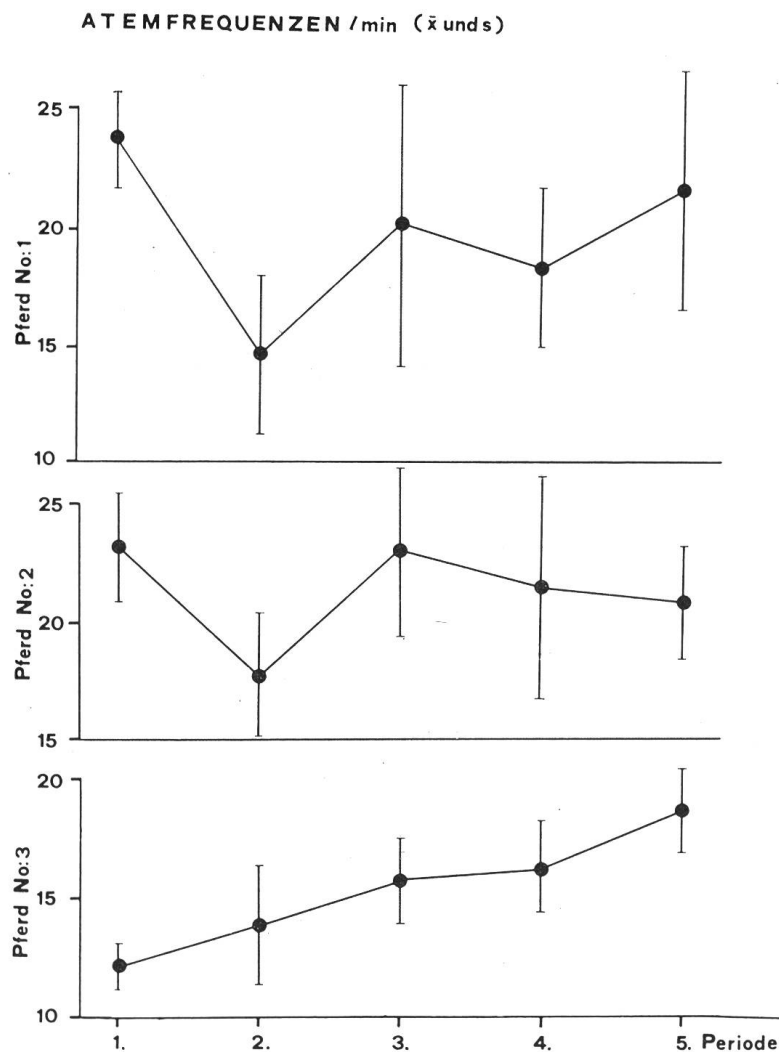 ATEMFREQUENZEN /min (x̄ und s)
25
20
15
10
Pferd No:1
25
20
15
Pferd No:2
20
15
10
Pferd No:3
1. 2. 3. 4. 5. Periode